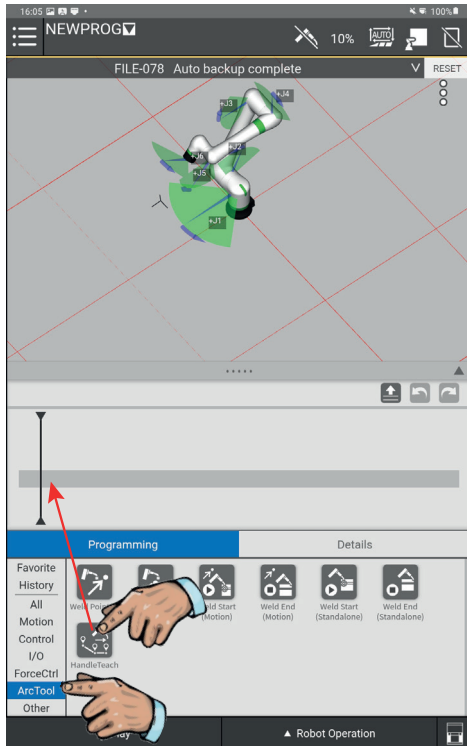 16:05 100%
NEWPROG
10% AUTO
FILE-078 Auto backup complete RESET
+J4
+J3
+J2
+J6
+J5
+J1
Programming Details
Favorite
History
All
Motion
Control
I/O
ForceCtrl
ArcTool
Other
Weld
Weld Start
(Motion)
Weld End
(Motion)
Weld Start
(Standalone)
Weld End
(Standalone)
HandleTeach
Robot Operation